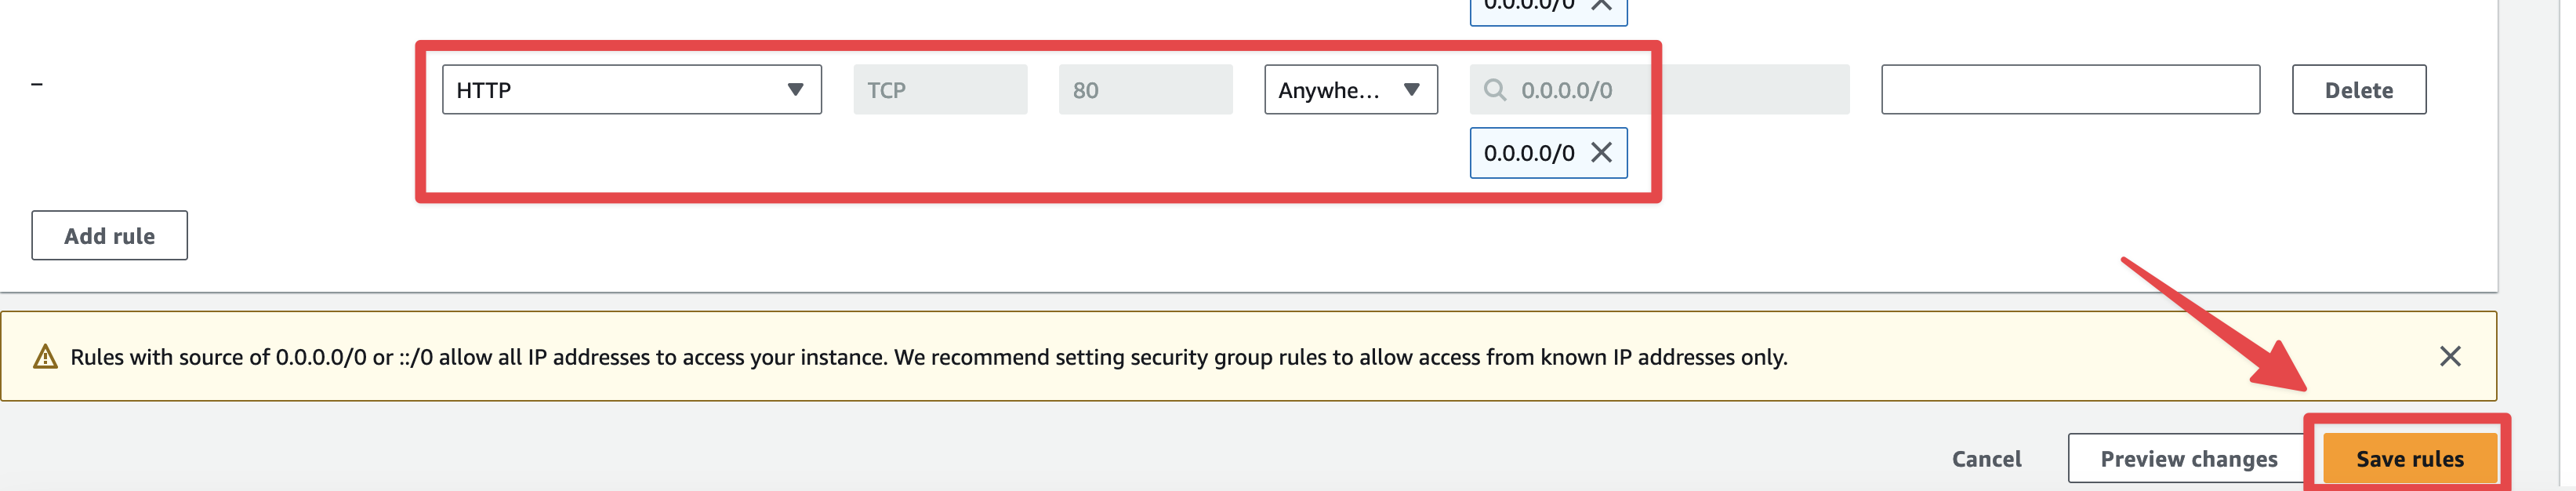 0.0.0.0/0
–
HTTP
TCP
80
Anywhe...
0.0.0.0/0
Delete
0.0.0.0/0
Add rule
Rules with source of 0.0.0.0/0 or ::/0 allow all IP addresses to access your instance. We recommend setting security group rules to allow access from known IP addresses only.
Cancel
Preview changes
Save rules